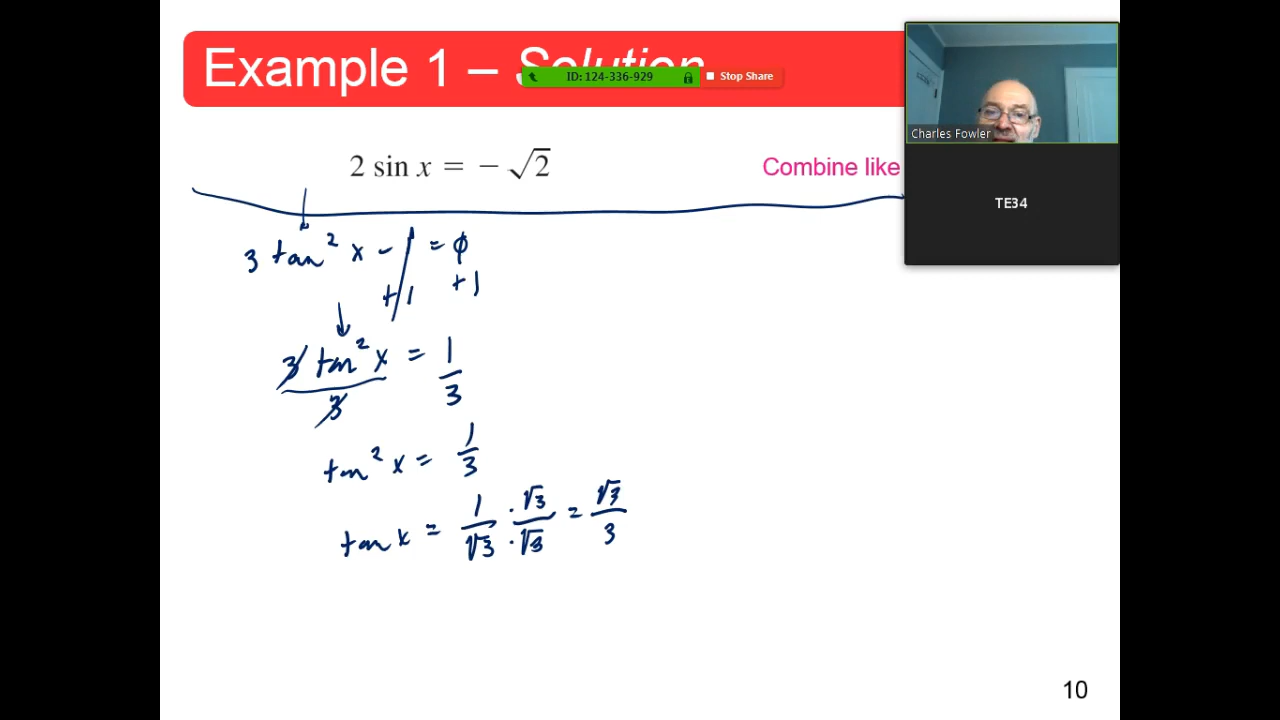 Example 1 – Solution
ID: 124-336-929
Stop Share
2 sin x = − √2
Combine like
Charles Fowler
TE34
3 tan² x − 1 = 0
+1 +1
3 tan² x = 1
3 3
tan² x = 1/3
tan x = 1/√3 · √3/√3 = √3/3
10